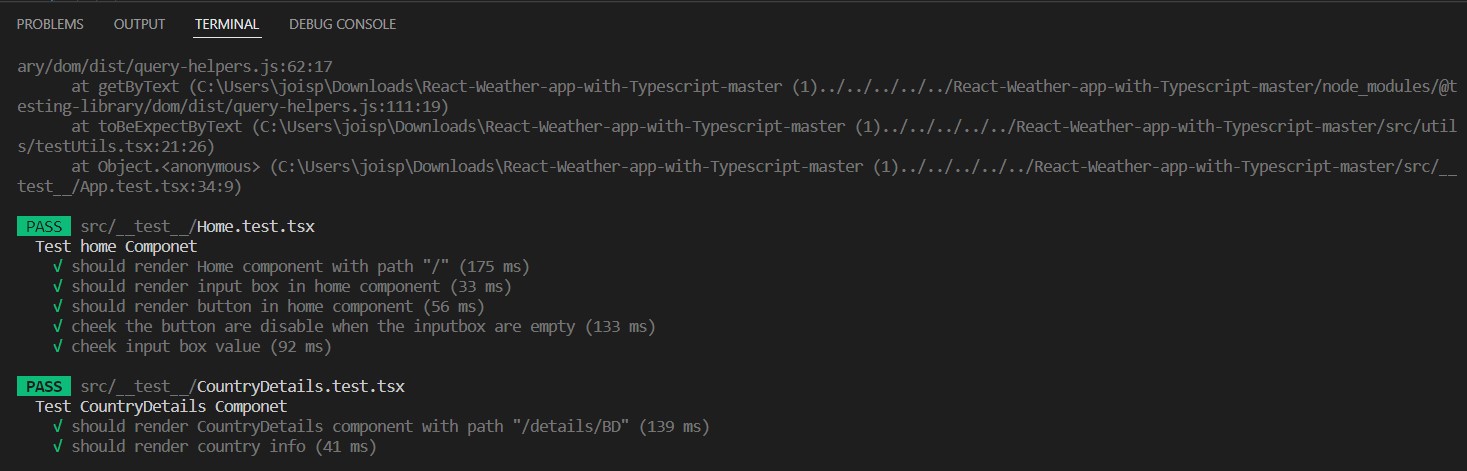 PROBLEMS OUTPUT TERMINAL DEBUG CONSOLE
ary/dom/dist/query-helpers.js:62:17
at getByText (C:\Users\joisp\Downloads\React-Weather-app-with-Typescript-master (1)../../../../../React-Weather-app-with-Typescript-master/node_modules/@t
esting-library/dom/dist/query-helpers.js:111:19)
at toBeExpectByText (C:\Users\joisp\Downloads\React-Weather-app-with-Typescript-master (1)../../../../../React-Weather-app-with-Typescript-master/src/util
s/testUtils.tsx:21:26)
at Object.<anonymous> (C:\Users\joisp\Downloads\React-Weather-app-with-Typescript-master (1)../../../../../React-Weather-app-with-Typescript-master/src/__
test__/App.test.tsx:34:9)
PASS src/__test__/Home.test.tsx
Test home Componet
√ should render Home component with path "/" (175 ms)
√ should render input box in home component (33 ms)
√ should render button in home component (56 ms)
√ cheek the button are disable when the inputbox are empty (133 ms)
√ cheek input box value (92 ms)
PASS src/__test__/CountryDetails.test.tsx
Test CountryDetails Componet
√ should render CountryDetails component with path "/details/BD" (139 ms)
√ should render country info (41 ms)